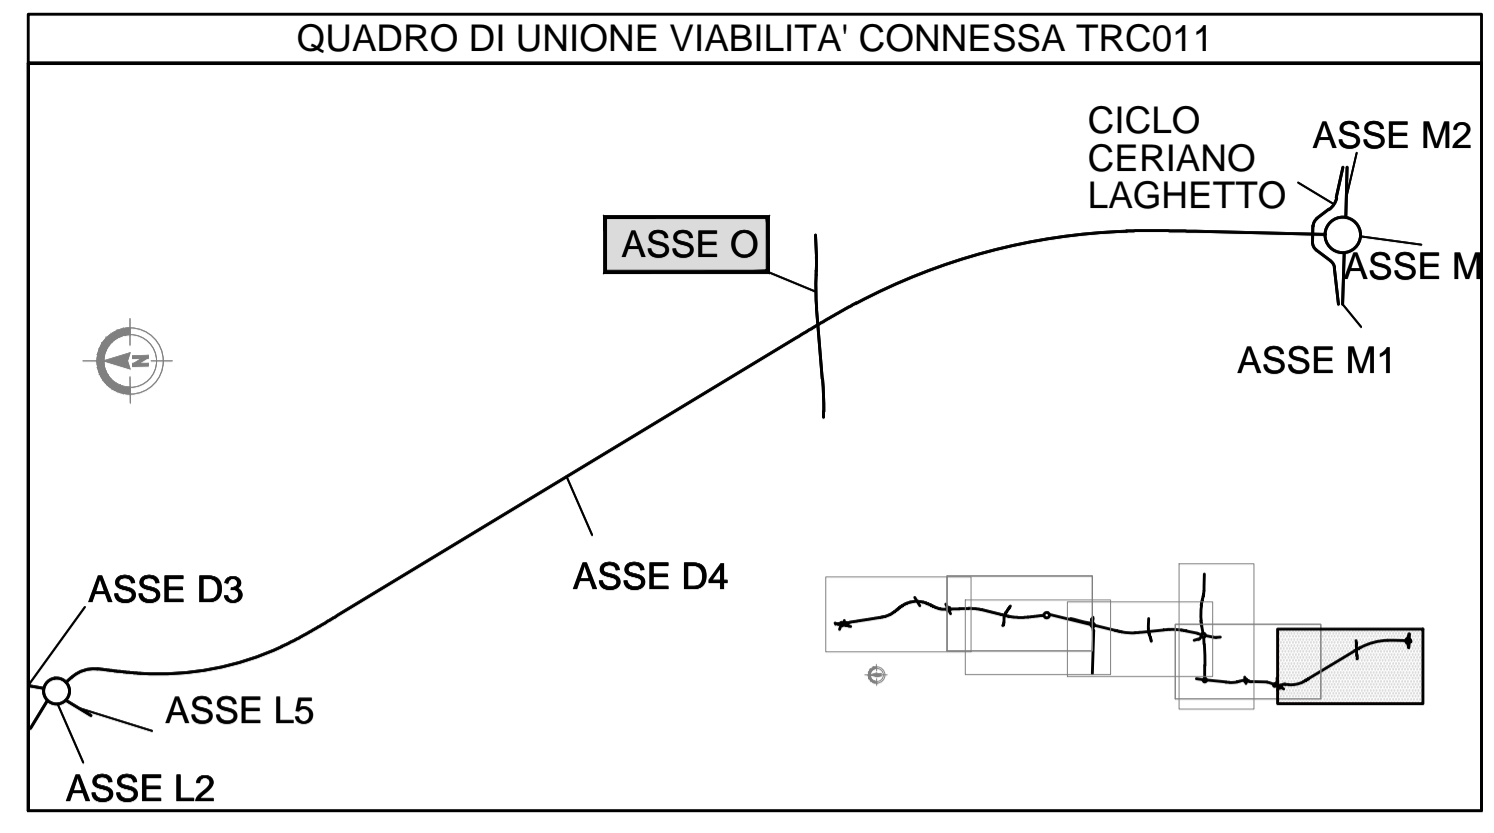 QUADRO DI UNIONE VIABILITA' CONNESSA TRC011
CICLO
CERIANO
LAGHETTO
ASSE M2
ASSE O
ASSE M
ASSE M1
N
ASSE D4
ASSE D3
ASSE L5
ASSE L2